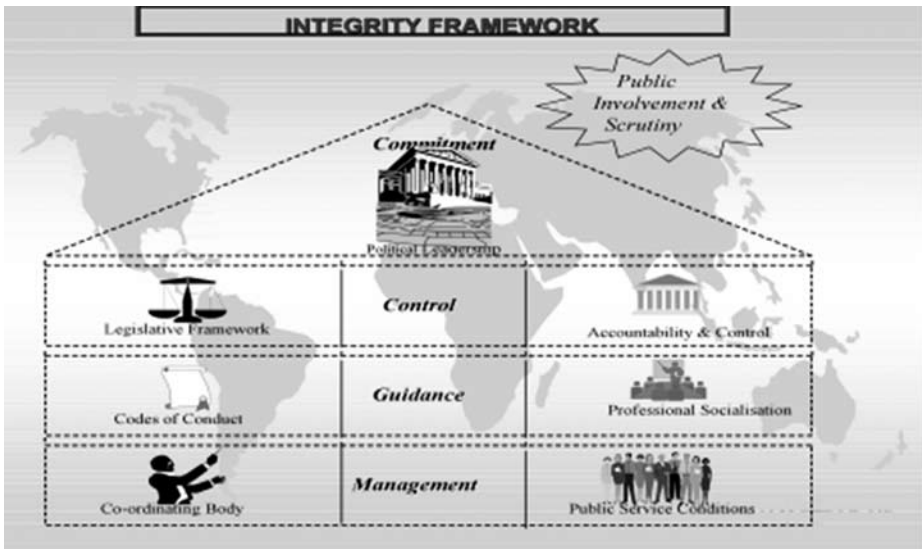 INTEGRITY FRAMEWORK
Public
Involvement &
Scrutiny
Commitment
Political Leadership
Control
Legislative Framework
Accountability & Control
Guidance
Codes of Conduct
Professional Socialisation
Management
Co-ordinating Body
Public Service Conditions